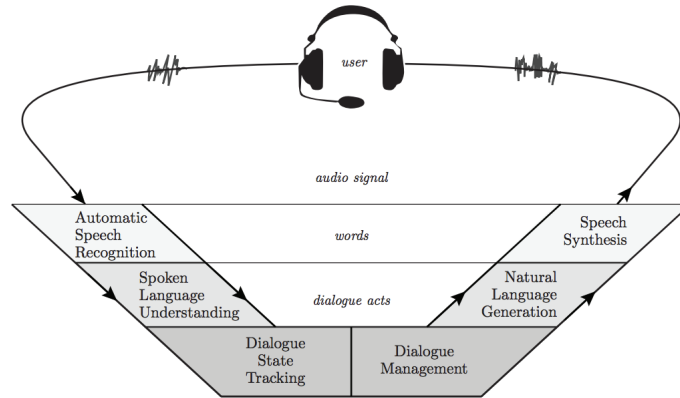 user
audio signal
Automatic
Speech
Recognition
words
Speech
Synthesis
Spoken
Language
Understanding
dialogue acts
Natural
Language
Generation
Dialogue
State
Tracking
Dialogue
Management